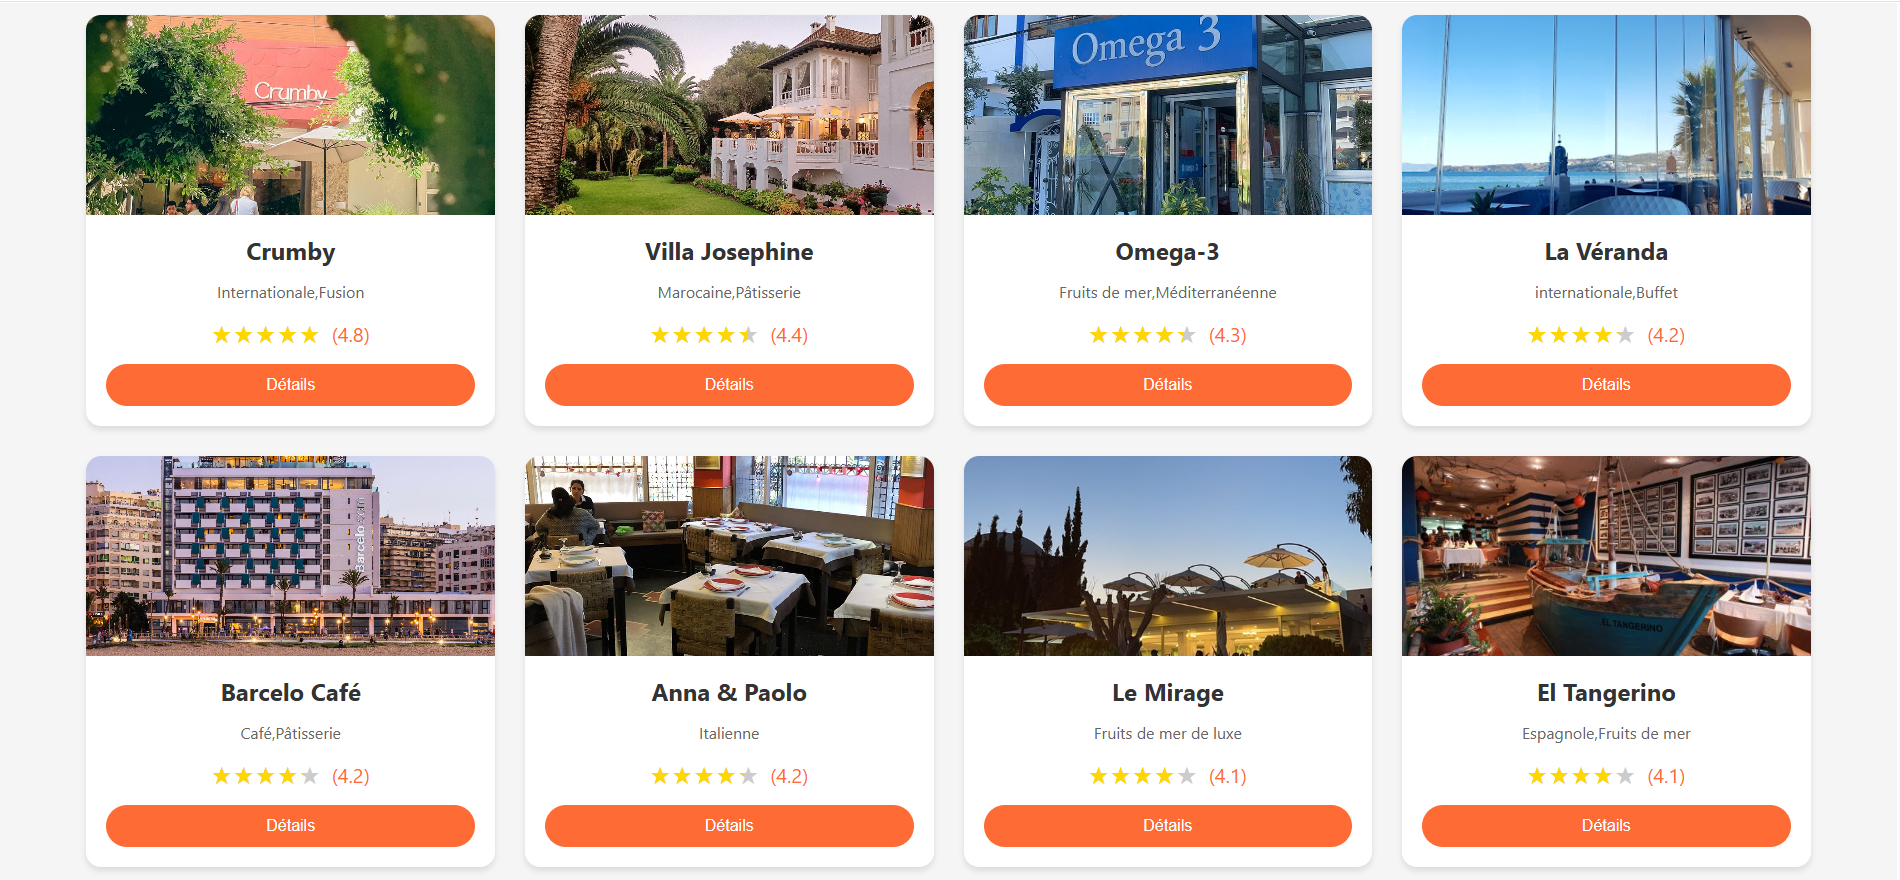 Crumby
Omega 3
Crumby
Internationale,Fusion
(4.8)
Détails
Villa Josephine
Marocaine,Pâtisserie
(4.4)
Détails
Omega-3
Fruits de mer,Méditerranéenne
(4.3)
Détails
La Véranda
internationale,Buffet
(4.2)
Détails
Barcelo
EL TANGERINO
Barcelo Café
Café,Pâtisserie
(4.2)
Détails
Anna & Paolo
Italienne
(4.2)
Détails
Le Mirage
Fruits de mer de luxe
(4.1)
Détails
El Tangerino
Espagnole,Fruits de mer
(4.1)
Détails